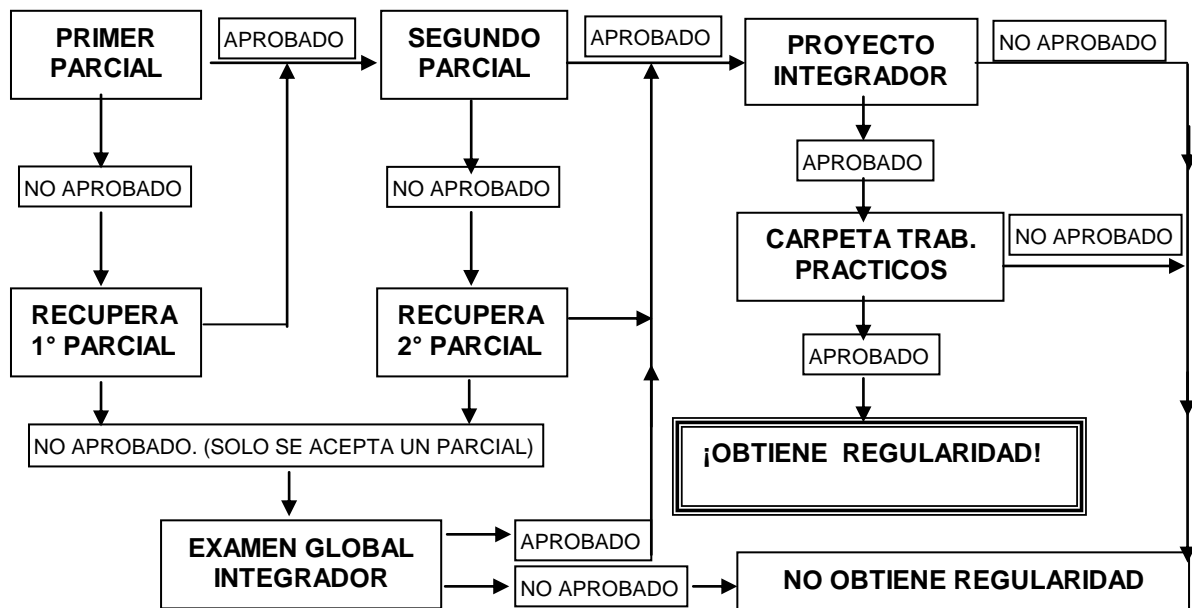 PRIMER
PARCIAL
APROBADO
SEGUNDO
PARCIAL
APROBADO
PROYECTO
INTEGRADOR
NO APROBADO
NO APROBADO
NO APROBADO
APROBADO
CARPETA TRAB.
PRACTICOS
NO APROBADO
RECUPERA
1° PARCIAL
RECUPERA
2° PARCIAL
APROBADO
NO APROBADO. (SOLO SE ACEPTA UN PARCIAL)
¡OBTIENE REGULARIDAD!
EXAMEN GLOBAL
INTEGRADOR
APROBADO
NO APROBADO
NO OBTIENE REGULARIDAD